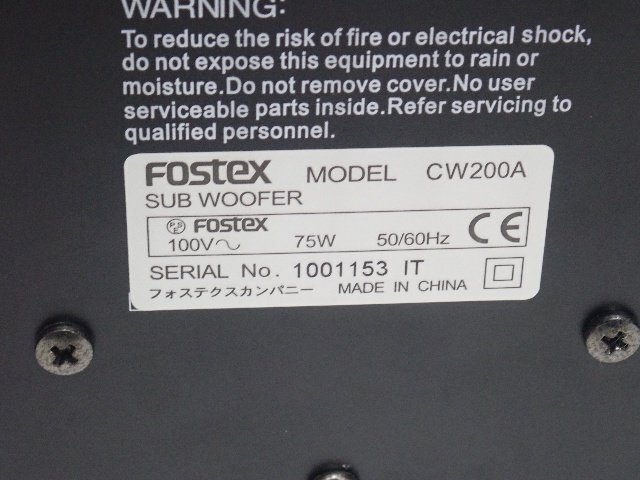 WARNING:
To reduce the risk of fire or electrical shock,
do not expose this equipment to rain or
moisture.Do not remove cover.No user
serviceable parts inside.Refer servicing to
qualified personnel.
FOSTEX MODEL CW200A
SUB WOOFER
PSE FOSTEX
100V～ 75W 50/60Hz CE
SERIAL No. 1001153 IT
フォステクスカンパニー MADE IN CHINA